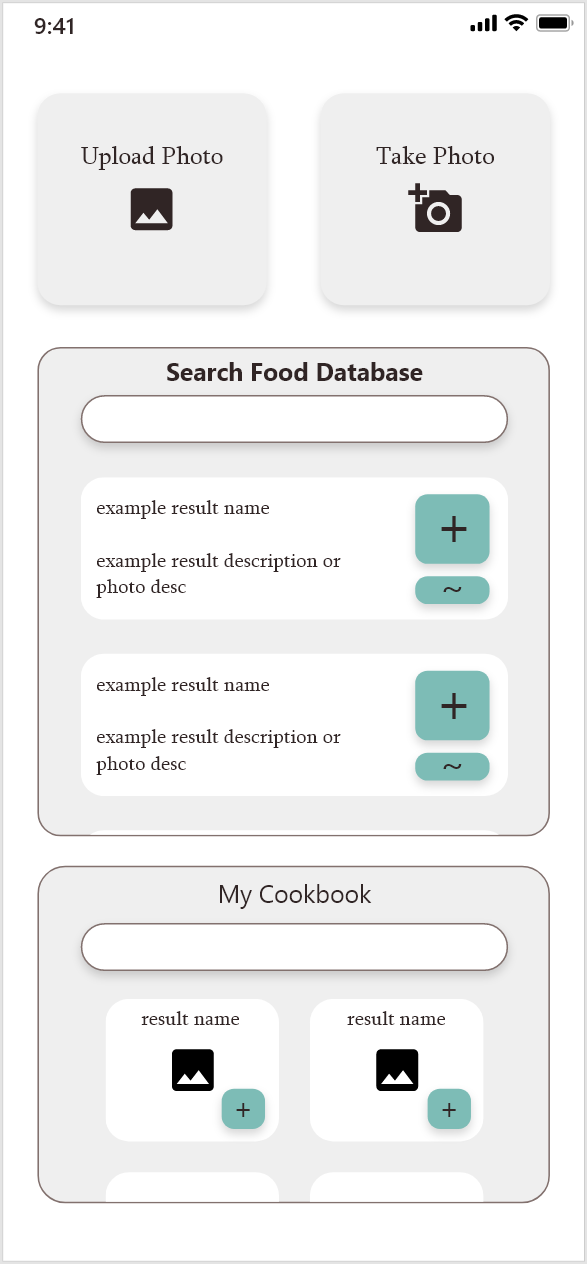 9:41
Upload Photo
Take Photo
Search Food Database
example result name
+
example result description or
photo desc
~
example result name
+
example result description or
photo desc
~
My Cookbook
result name
result name
+
+